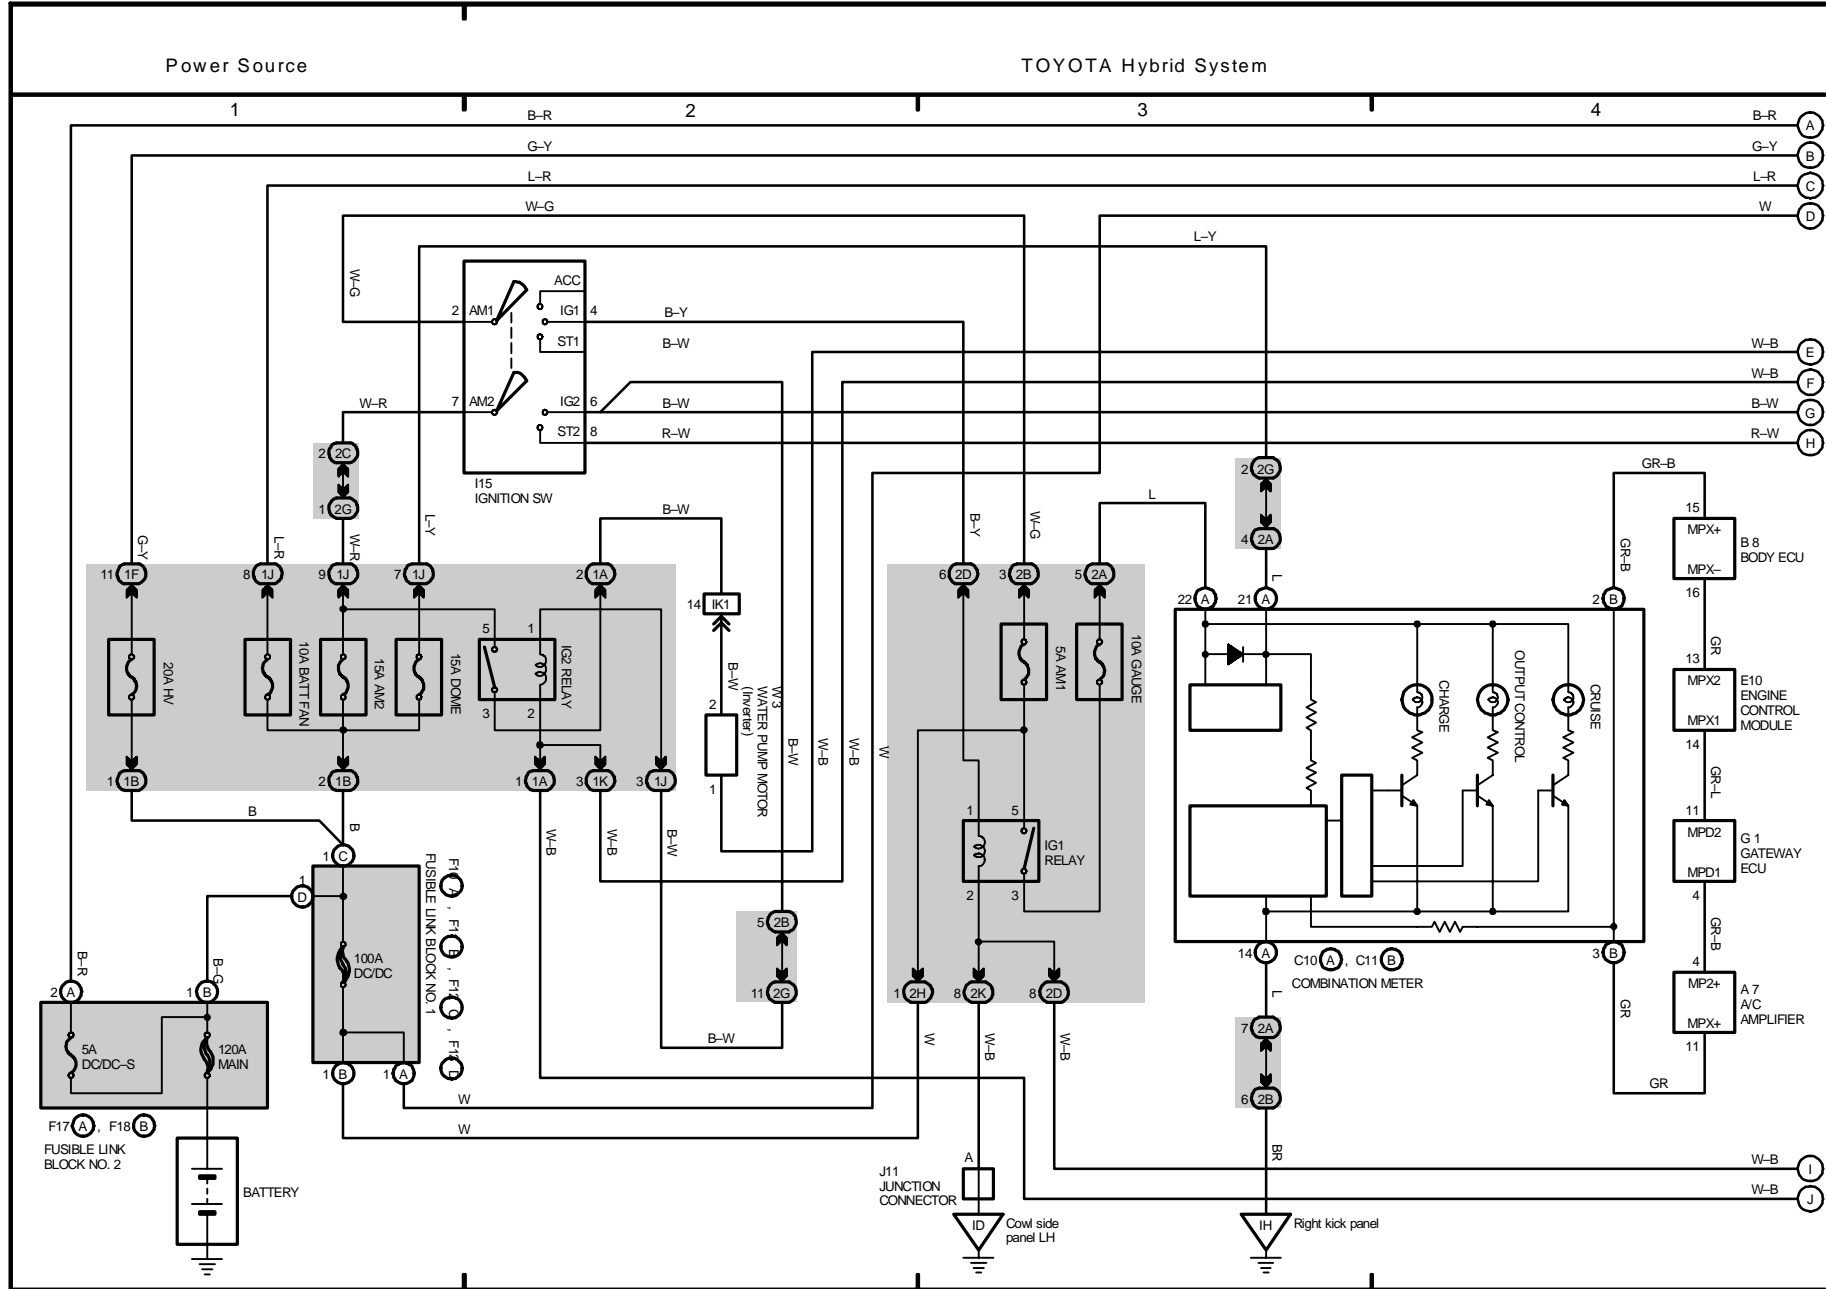 Power Source
TOYOTA Hybrid System
1
2
3
4
B–R
B–R
A
G–Y
G–Y
B
L–R
L–R
C
W–G
W
D
L–Y
W–G
ACC
2
AM1
IG1
4
B–Y
ST1
B–W
W–B
E
W–B
F
W–R
7
AM2
IG2
6
B–W
B–W
G
ST2
8
R–W
R–W
H
I15
IGNITION SW
2
2C
1
2G
2
2G
4
2A
GR–B
L
B–W
G–Y
L–R
W–R
L–Y
B–Y
W–G
L
GR–B
15
MPX+
MPX–
16
B 8
BODY ECU
11
1F
8
1J
9
1J
7
1J
2
1A
6
2D
3
2B
5
2A
22
A
21
A
2
B
14
IK1
20A HV
10A BATT FAN
15A AM2
15A DOME
5
1
3
2
IG2 RELAY
B–W
2
1
W 3
WATER PUMP MOTOR
(Inverter)
B–W
W–B
W–B
W
5A AM1
10A GAUGE
CHARGE
OUTPUT CONTROL
CRUISE
GR
13
MPX2
MPX1
14
E10
ENGINE
CONTROL
MODULE
GR–L
1
1B
2
1B
1
1A
3
1K
3
1J
B
B
W–B
W–B
B–W
1
5
2
3
IG1
RELAY
11
MPD2
MPD1
4
G 1
GATEWAY
ECU
GR–B
1
C
1
D
100A
DC/DC
F10 A , F11 B , F12 C , F13 D
FUSIBLE LINK BLOCK NO. 1
5
2B
11
2G
B–W
14
A
C10 A , C11 B
COMBINATION METER
3
B
4
MP2+
MPX+
11
A 7
A/C
AMPLIFIER
B–R
B–G
2
A
1
B
5A
DC/DC–S
120A
MAIN
1
B
1
A
1
2H
8
2K
8
2D
W
W–B
W–B
L
7
2A
6
2B
GR
GR
W
W
F17 A , F18 B
FUSIBLE LINK
BLOCK NO. 2
BATTERY
J11
JUNCTION
CONNECTOR
A
BR
W–B
I
W–B
J
ID
Cowl side
panel LH
IH
Right kick panel